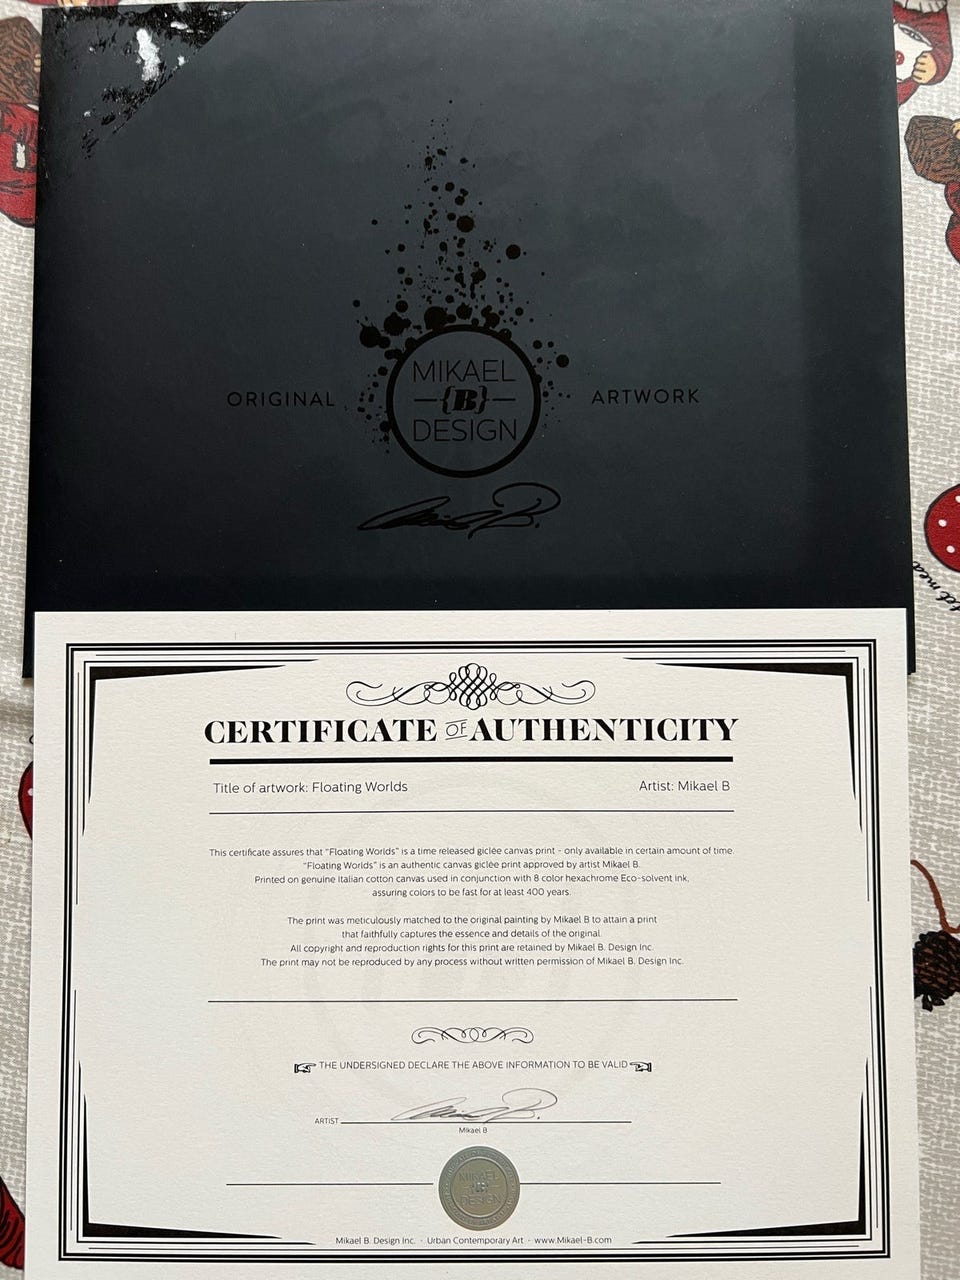 MIKAEL
{B}
DESIGN
ORIGINAL
ARTWORK
CERTIFICATE OF AUTHENTICITY
Title of artwork: Floating Worlds
Artist: Mikael B
This certificate assures that "Floating Worlds" is a time released giclée canvas print - only available in certain amount of time.
"Floating Worlds" is an authentic canvas giclée print approved by artist Mikael B.
Printed on genuine Italian cotton canvas used in conjunction with 8 color hexachrome Eco-solvent ink,
assuring colors to be fast for at least 400 years.
The print was meticulously matched to the original painting by Mikael B to attain a print
that faithfully captures the essence and details of the original.
All copyright and reproduction rights for this print are retained by Mikael B. Design Inc.
The print may not be reproduced by any process without written permission of Mikael B. Design Inc.
THE UNDERSIGNED DECLARE THE ABOVE INFORMATION TO BE VALID
ARTIST
Mikael B
MIKAEL
{B}
DESIGN
Mikael B. Design Inc. · Urban Contemporary Art · www.Mikael-B.com